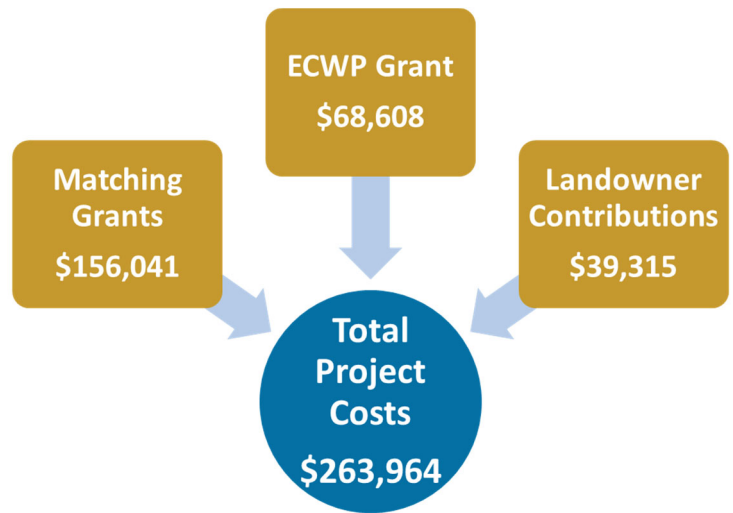 ECWP Grant
$68,608
Matching
Grants
$156,041
Landowner
Contributions
$39,315
Total
Project
Costs
$263,964